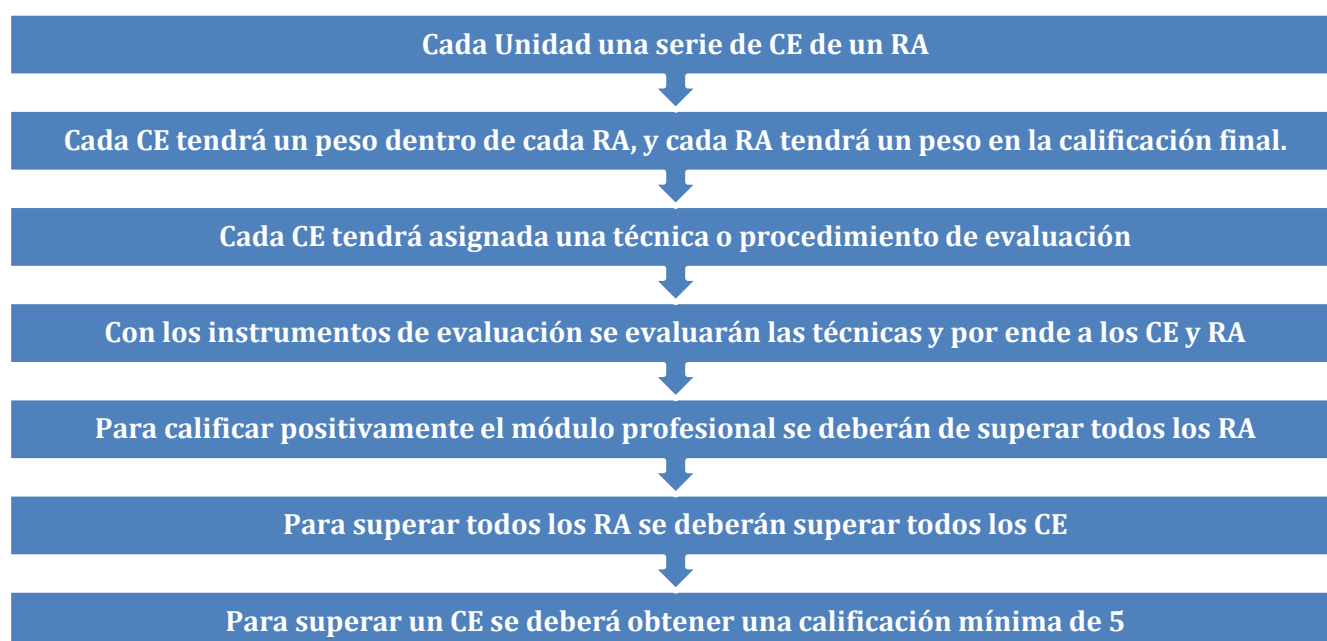 Cada Unidad una serie de CE de un RA
Cada CE tendrá un peso dentro de cada RA, y cada RA tendrá un peso en la calificación final.
Cada CE tendrá asignada una técnica o procedimiento de evaluación
Con los instrumentos de evaluación se evaluarán las técnicas y por ende a los CE y RA
Para calificar positivamente el módulo profesional se deberán de superar todos los RA
Para superar todos los RA se deberán superar todos los CE
Para superar un CE se deberá obtener una calificación mínima de 5